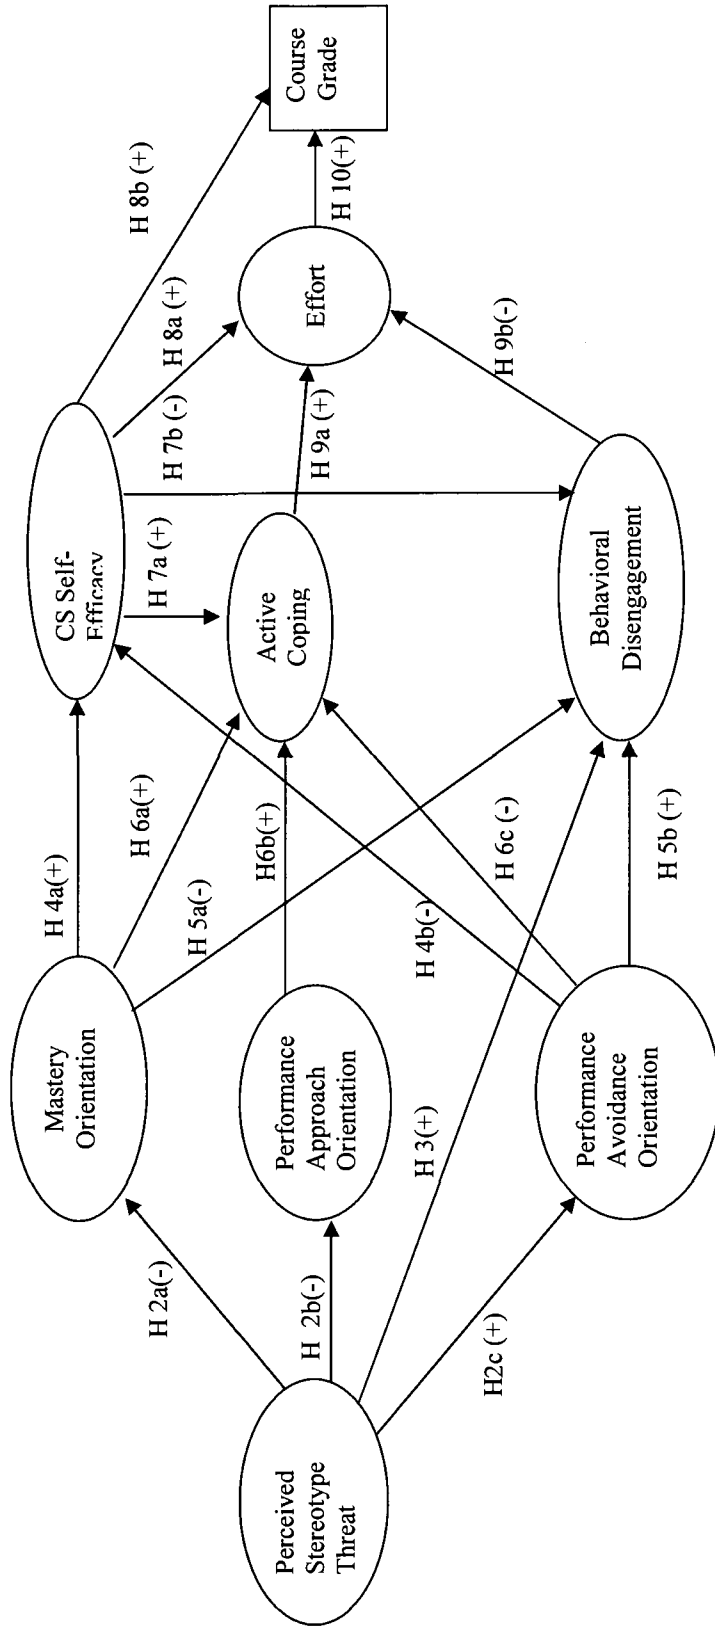 Perceived
Stereotype
Threat
H 2a(-)
H 2b(-)
H 3(+)
H2c (+)
Mastery
Orientation
Performance
Approach
Orientation
Performance
Avoidance
Orientation
H 4a(+)
H 6a(+)
H 5a(-)
H6b(+)
H 4b(-)
H 6c (-)
H 5b (+)
CS Self-
Efficacy
H 7a (+)
H 7b (-)
H 8a (+)
H 8b (+)
Active
Coping
H 9a (+)
Behavioral
Disengagement
H 9b(-)
Effort
H 10(+)
Course
Grade